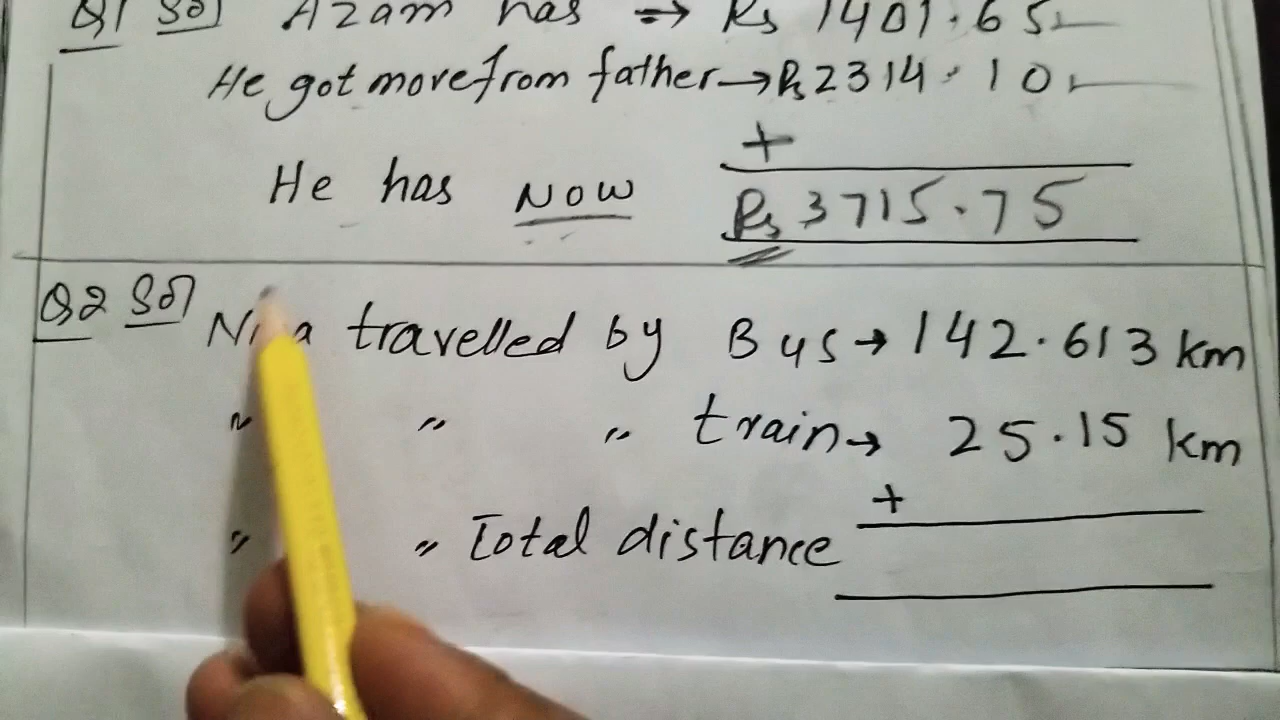 Q1 Sol Azam has ⇒ Rs 1401.65
He got more from father → Rs 2314.10
+
He has NOW Rs 3715.75
Q2 Sol travelled by Bus → 142.613 km
〃 〃 〃 train → 25.15 km
+
〃 〃 Total distance